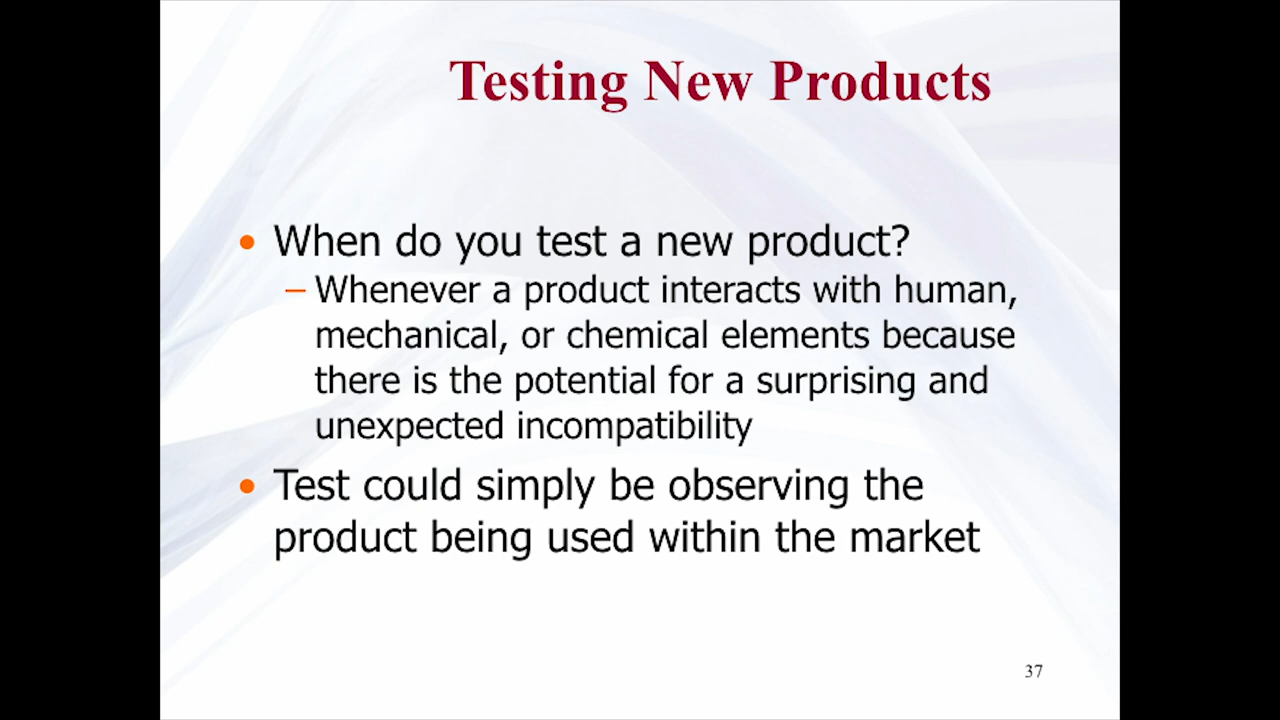 Testing New Products
• When do you test a new product?
– Whenever a product interacts with human,
mechanical, or chemical elements because
there is the potential for a surprising and
unexpected incompatibility
• Test could simply be observing the
product being used within the market
37